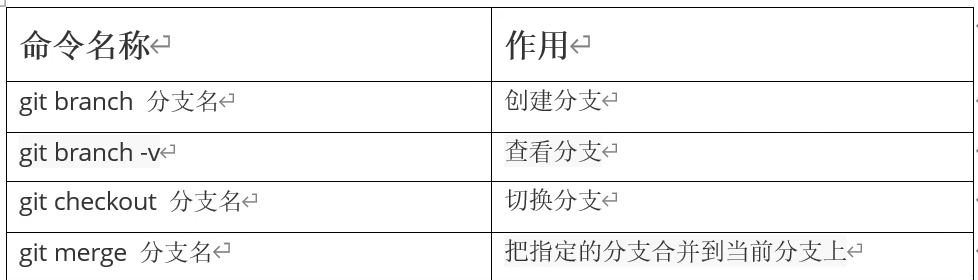 命令名称 作用
git branch 分支名 创建分支
git branch -v 查看分支
git checkout 分支名 切换分支
git merge 分支名 把指定的分支合并到当前分支上